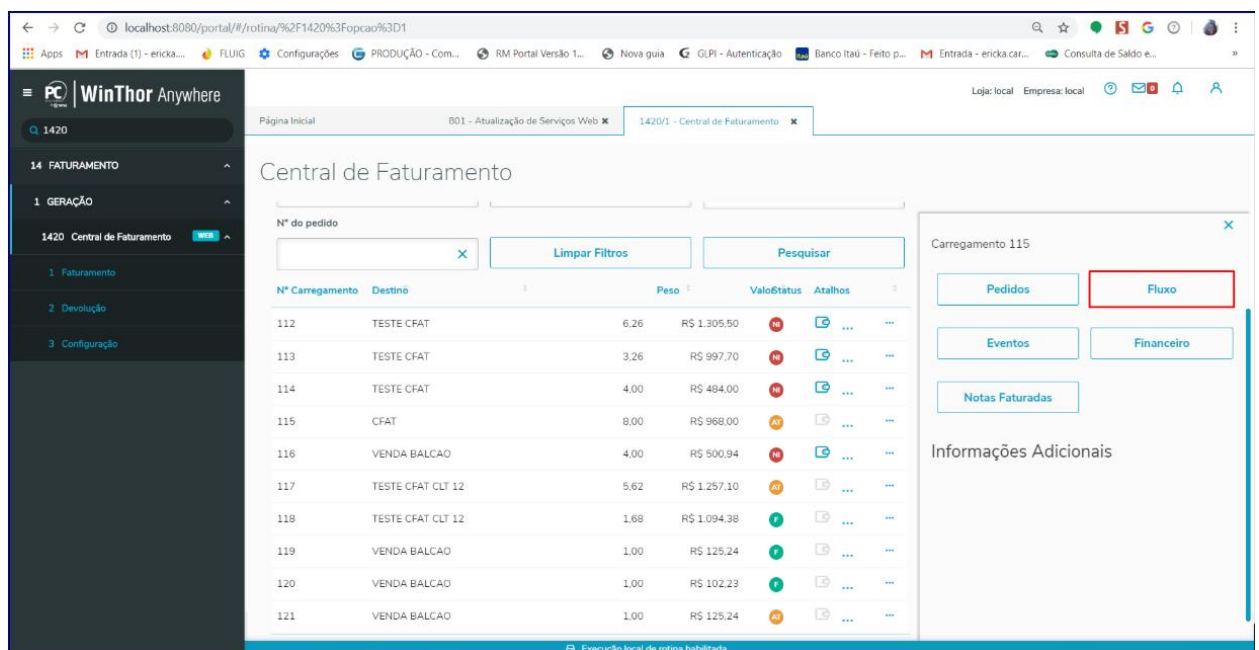 localhost:8080/portal/#/rotina/%2F1420%3Fopcao%3D1
Apps Entrada (1) - ericka.... FLUIG Configurações PRODUÇÃO - Com... RM Portal Versão 1... Nova guia GLPI - Autenticação Banco Itaú - Feito p... Entrada - ericka.car... Consulta de Saldo e... »
PC WinThor Anywhere
Loja: local Empresa: local 0
1420
Página Inicial 801 - Atualização de Serviços Web ✖ 1420/1 - Central de Faturamento ✖
14 FATURAMENTO
1 GERAÇÃO
1420 Central de Faturamento WEB
1 Faturamento
2 Devolução
3 Configuração
Central de Faturamento
N° do pedido
Limpar Filtros Pesquisar
N° Carregamento Destino Peso Valor Status Atalhos
112 TESTE CFAT 6,26 R$ 1.305,50 NI ... ...
113 TESTE CFAT 3,26 R$ 997,70 NI ... ...
114 TESTE CFAT 4,00 R$ 484,00 NI ... ...
115 CFAT 8,00 R$ 968,00 AT ... ...
116 VENDA BALCAO 4,00 R$ 500,94 NI ... ...
117 TESTE CFAT CLT 12 5,62 R$ 1.257,10 AT ... ...
118 TESTE CFAT CLT 12 1,68 R$ 1.094,38 F ... ...
119 VENDA BALCAO 1,00 R$ 125,24 F ... ...
120 VENDA BALCAO 1,00 R$ 102,23 F ... ...
121 VENDA BALCAO 1,00 R$ 125,24 AT ... ...
Carregamento 115
Pedidos Fluxo
Eventos Financeiro
Notas Faturadas
Informações Adicionais
Execução local de rotina habilitada